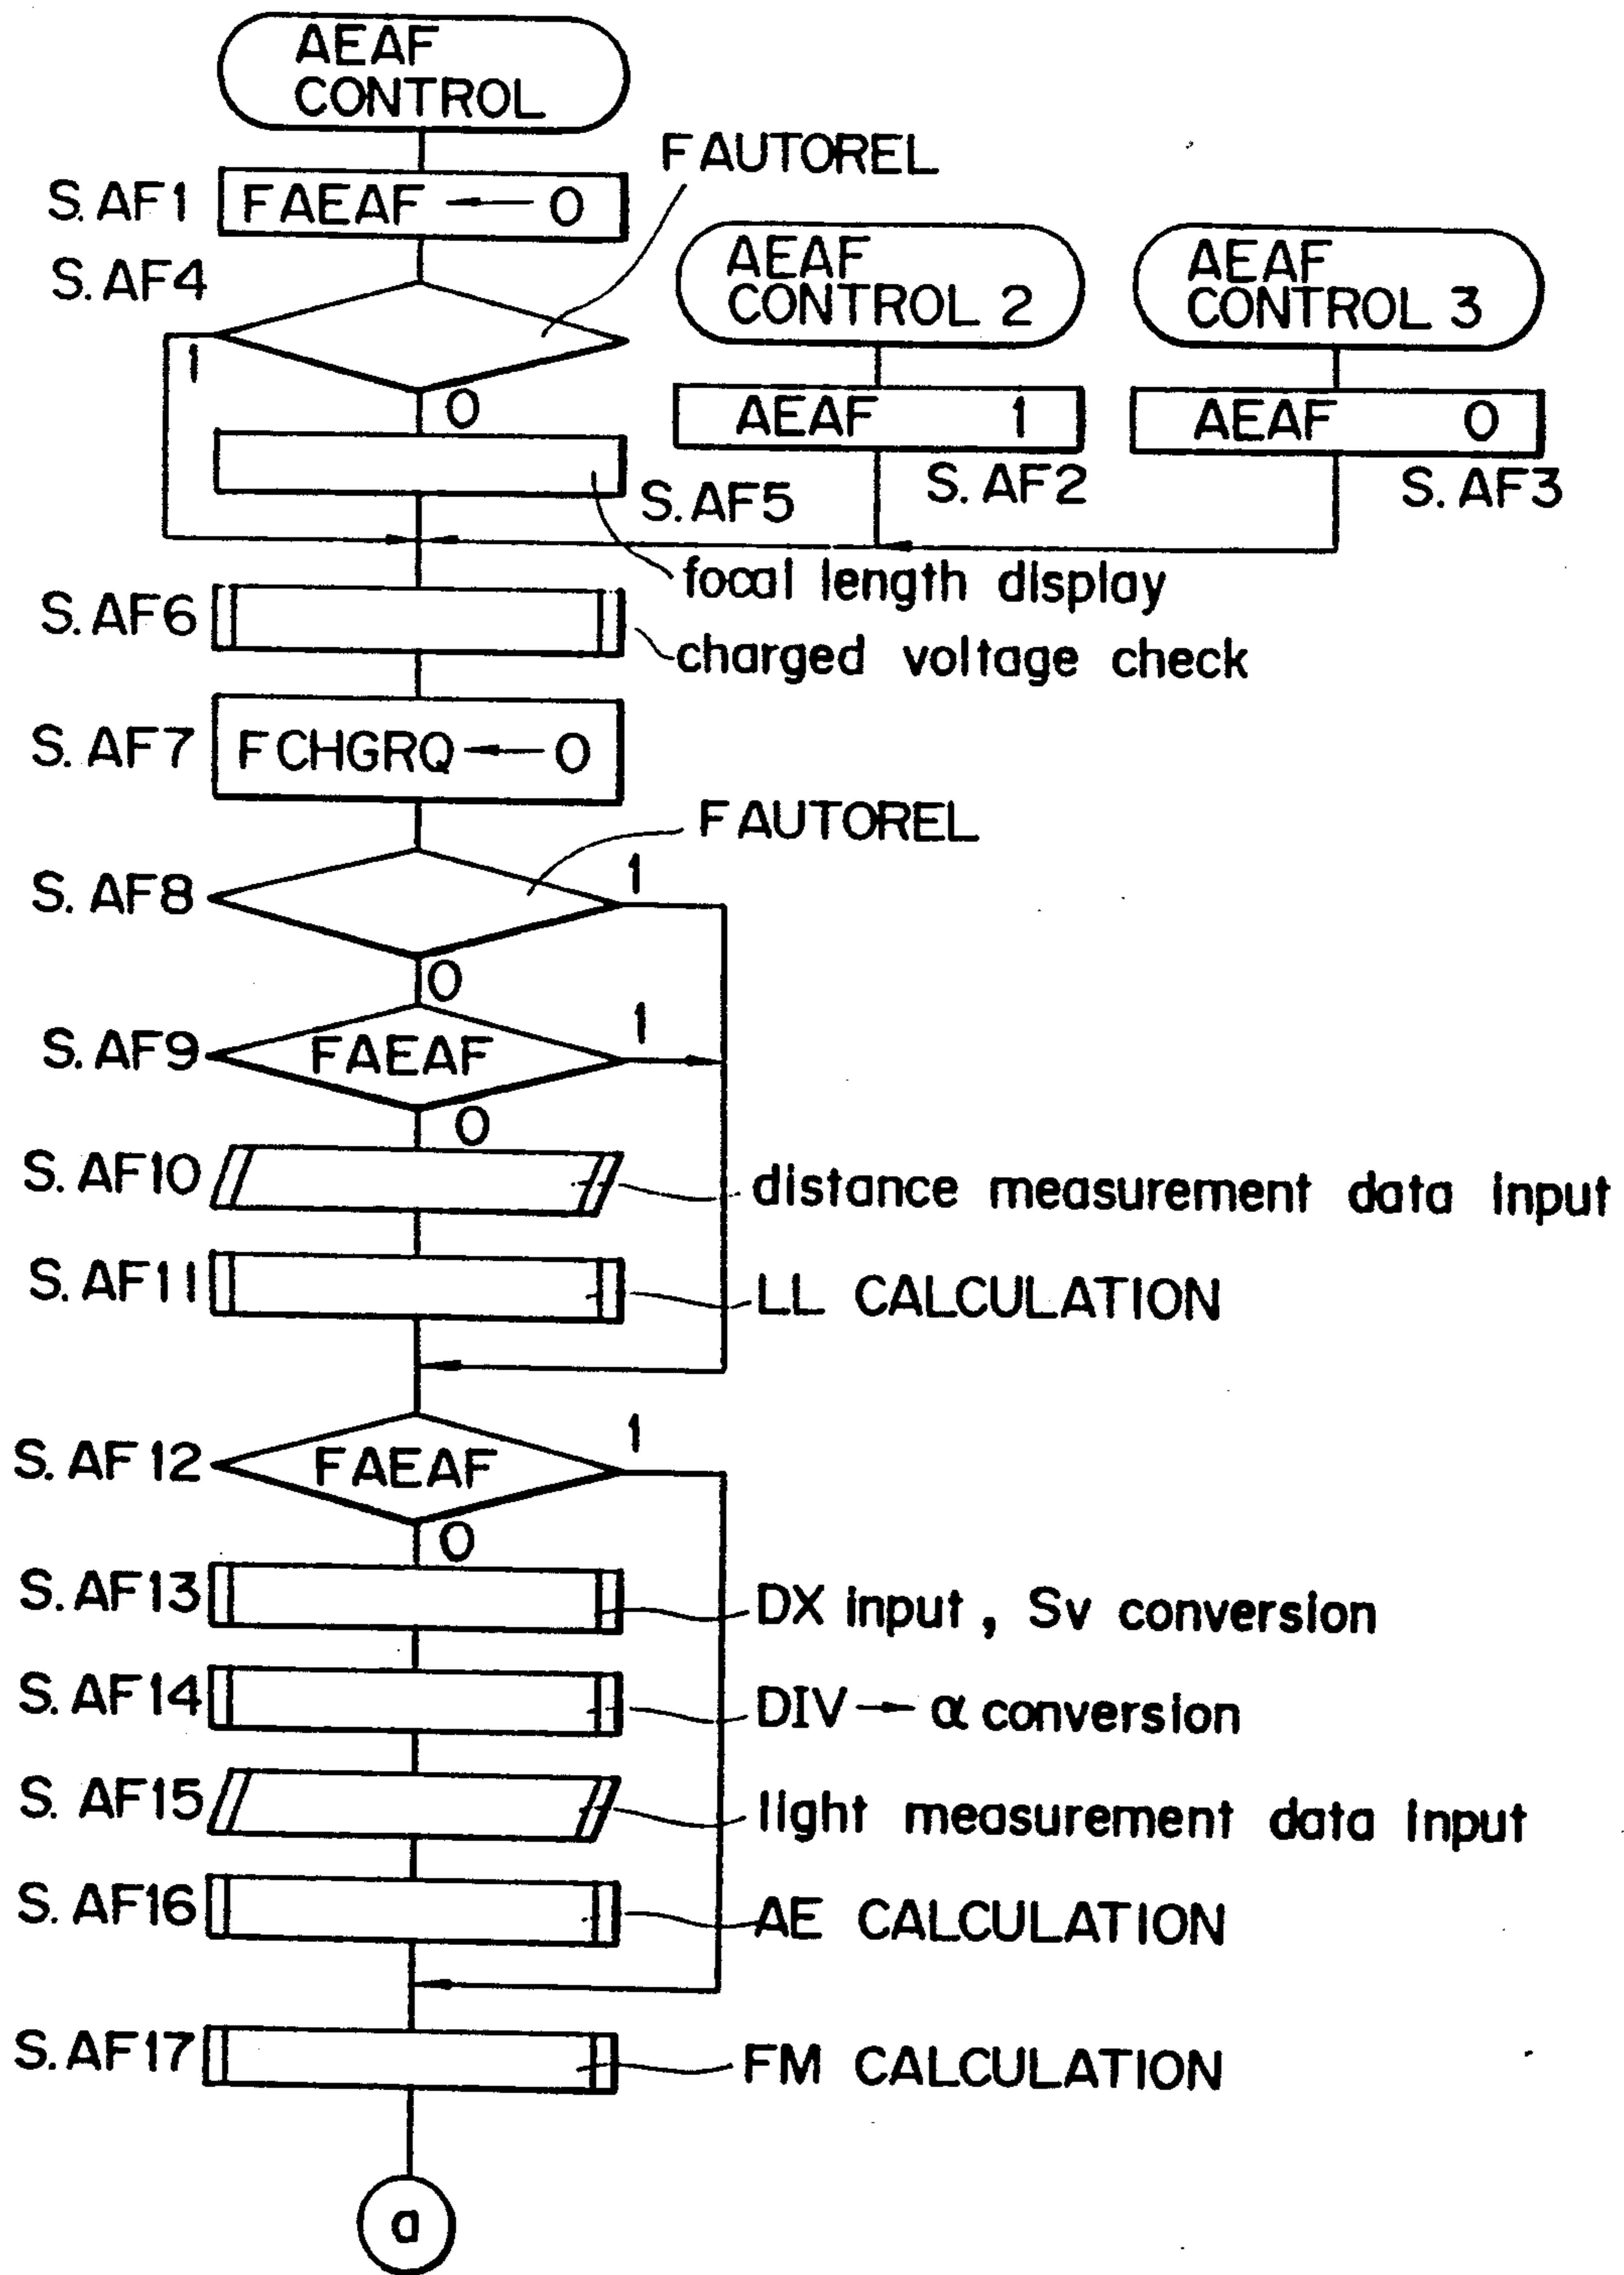 AEAF
CONTROL
FAUTOREL
S.AF1 FAEAF ← 0
S.AF4
1
0
AEAF
CONTROL 2
AEAF 1
S.AF2
AEAF
CONTROL 3
AEAF 0
S.AF3
S.AF5
focal length display
S.AF6
charged voltage check
S.AF7 FCHGRQ ← 0
FAUTOREL
S.AF8
1
0
S.AF9 FAEAF
1
0
S.AF10 distance measurement data input
S.AF11 LL CALCULATION
S.AF12 FAEAF
1
0
S.AF13 DX input, Sv conversion
S.AF14 DIV → α conversion
S.AF15 light measurement data input
S.AF16 AE CALCULATION
S.AF17 FM CALCULATION
a